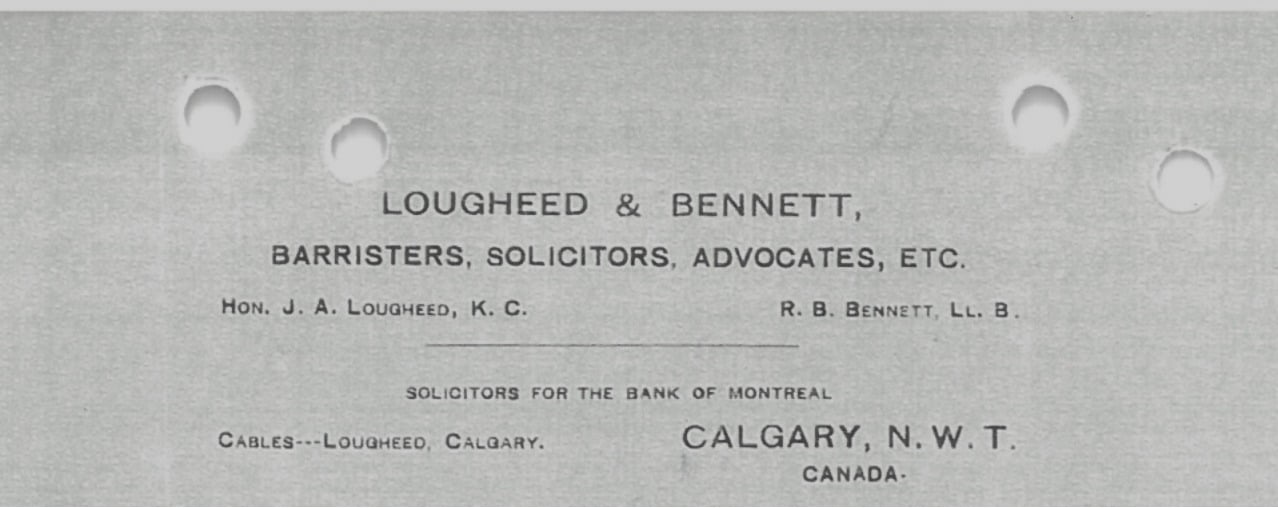 LOUGHEED & BENNETT,
BARRISTERS, SOLICITORS, ADVOCATES, ETC.
HON. J. A. LOUGHEED, K. C. R. B. BENNETT, LL. B.
SOLICITORS FOR THE BANK OF MONTREAL
CABLES---LOUGHEED, CALGARY. CALGARY, N. W. T.
CANADA-